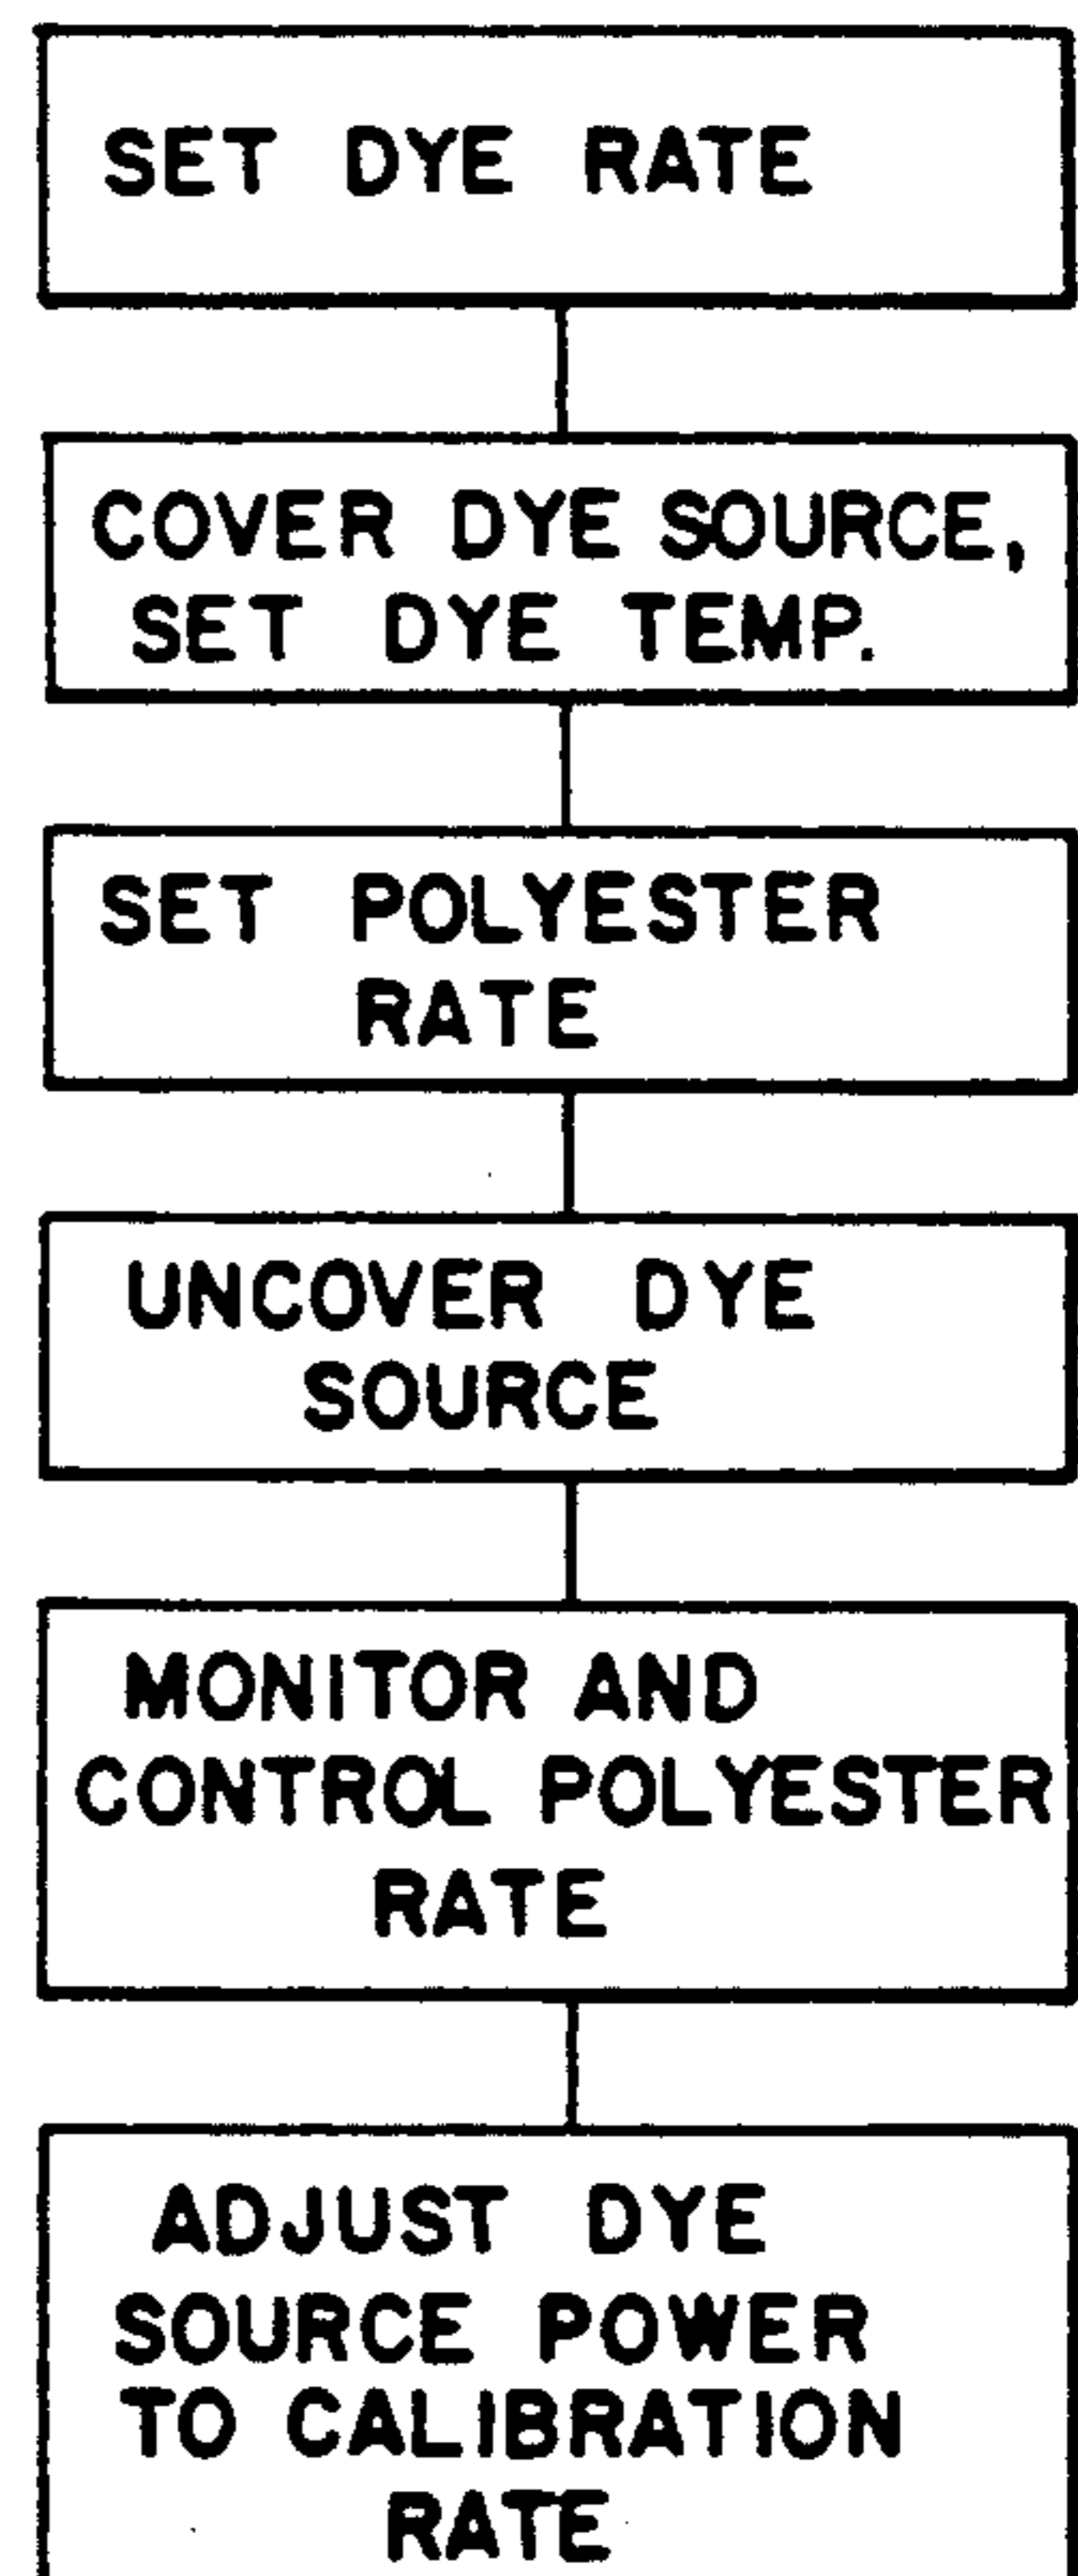 SET DYE RATE
COVER DYE SOURCE,
SET DYE TEMP.
SET POLYESTER
RATE
UNCOVER DYE
SOURCE
MONITOR AND
CONTROL POLYESTER
RATE
ADJUST DYE
SOURCE POWER
TO CALIBRATION
RATE